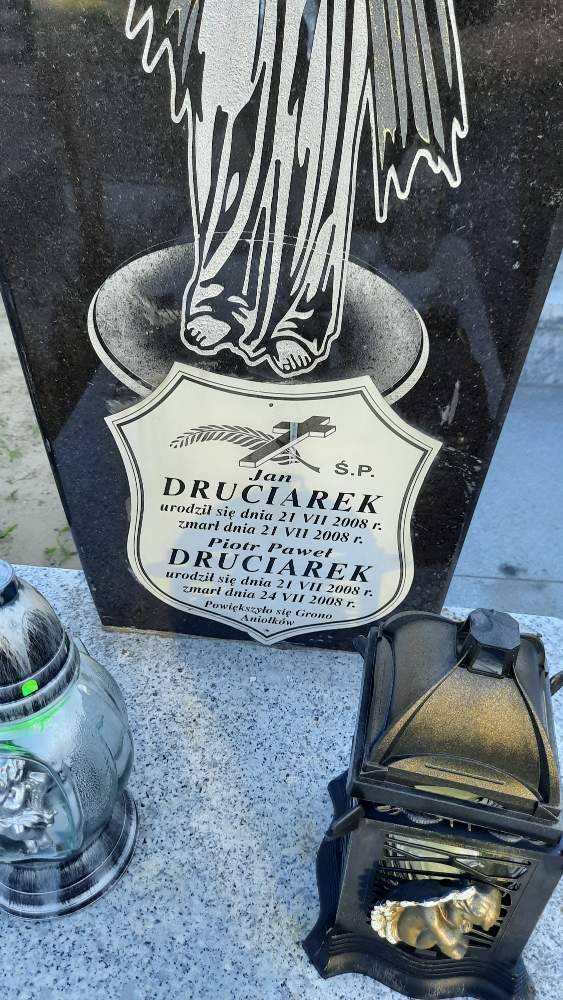 Ś.P.
Jan
DRUCIAREK
urodził się dnia 21 VII 2008 r.
zmarł dnia 21 VII 2008 r.
Piotr Paweł
DRUCIAREK
urodził się dnia 21 VII 2008 r.
zmarł dnia 24 VII 2008 r.
Powiększyło się Grono
Aniołków